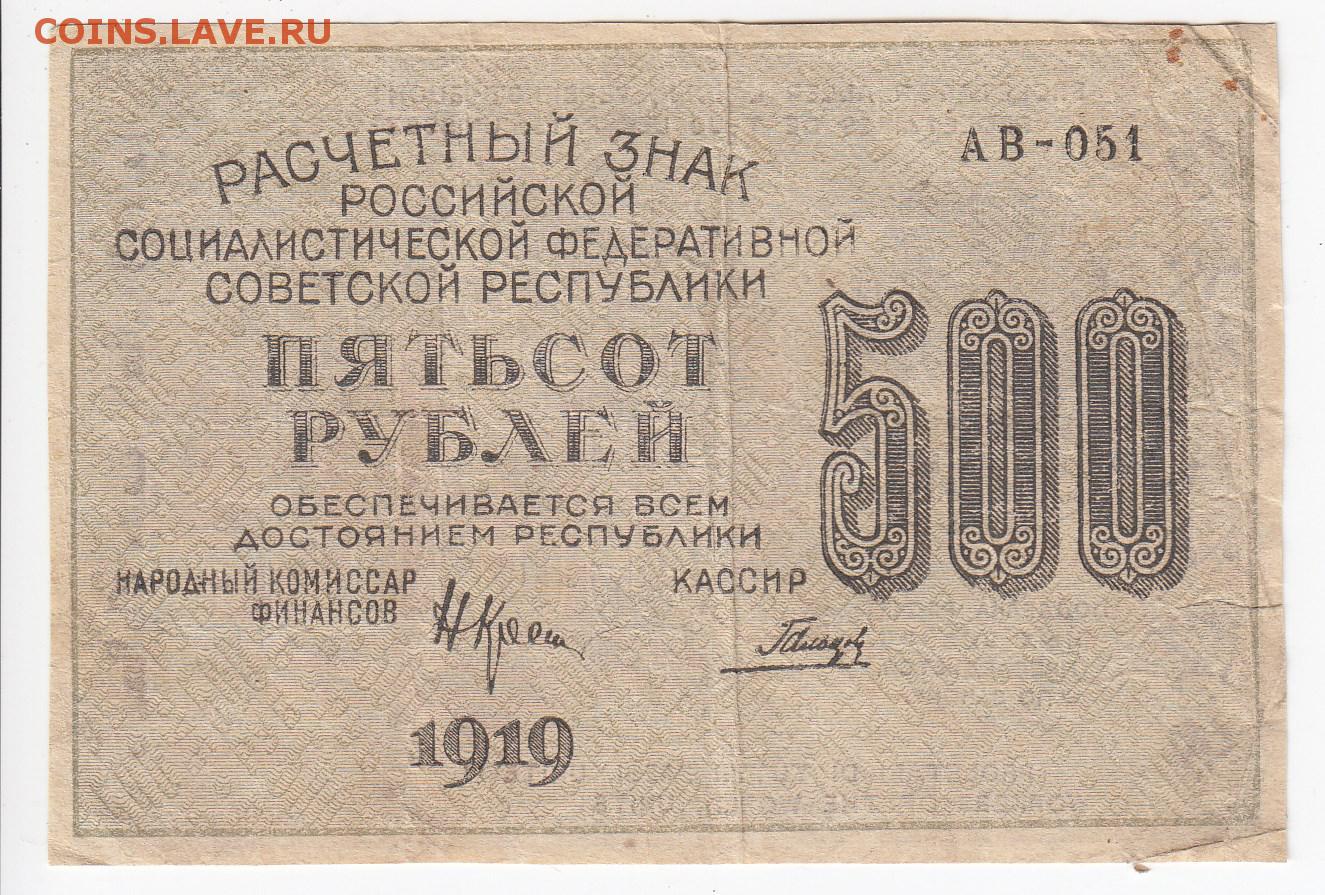 COINS.LAVE.RU
РАСЧЕТНЫЙ ЗНАК
АВ-051
РОССИЙСКОЙ
СОЦИАЛИСТИЧЕСКОЙ ФЕДЕРАТИВНОЙ
СОВЕТСКОЙ РЕСПУБЛИКИ
ПЯТЬСОТ
РУБЛЕЙ
500
ОБЕСПЕЧИВАЕТСЯ ВСЕМ
ДОСТОЯНИЕМ РЕСПУБЛИКИ
НАРОДНЫЙ КОМИССАР
ФИНАНСОВ
КАССИР
1919